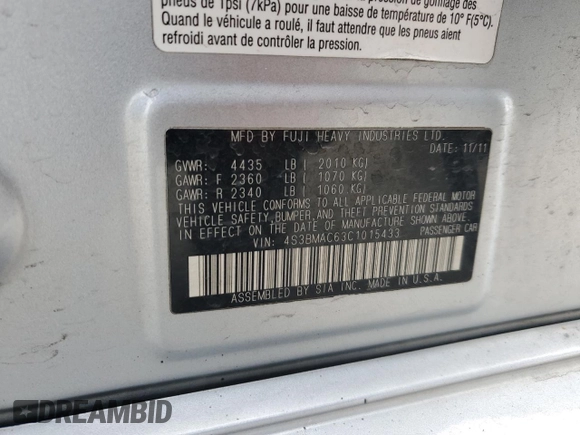 pneus de 1psi (7kPa) pour une baisse de température de 10° F(5°C).
Quand le véhicule a roulé, il faut attendre que les pneus aient
refroidi avant de contrôler la pression.
MFD BY FUJI HEAVY INDUSTRIES LTD.
DATE: 11/11
GVWR: 4435 LB ( 2010 KG)
GAWR: F 2360 LB ( 1070 KG)
GAWR: R 2340 LB ( 1060 KG)
THIS VEHICLE CONFORMS TO ALL APPLICABLE FEDERAL MOTOR
VEHICLE SAFETY,BUMPER,AND THEFT PREVENTION STANDARDS
IN EFFECT ON THE DATE OF MANUFACTURE SHOWN ABOVE.
VIN: 4S3BMAC63C1015433 PASSENGER CAR
ASSEMBLED BY SIA INC. MADE IN U.S.A.
DREAMBID